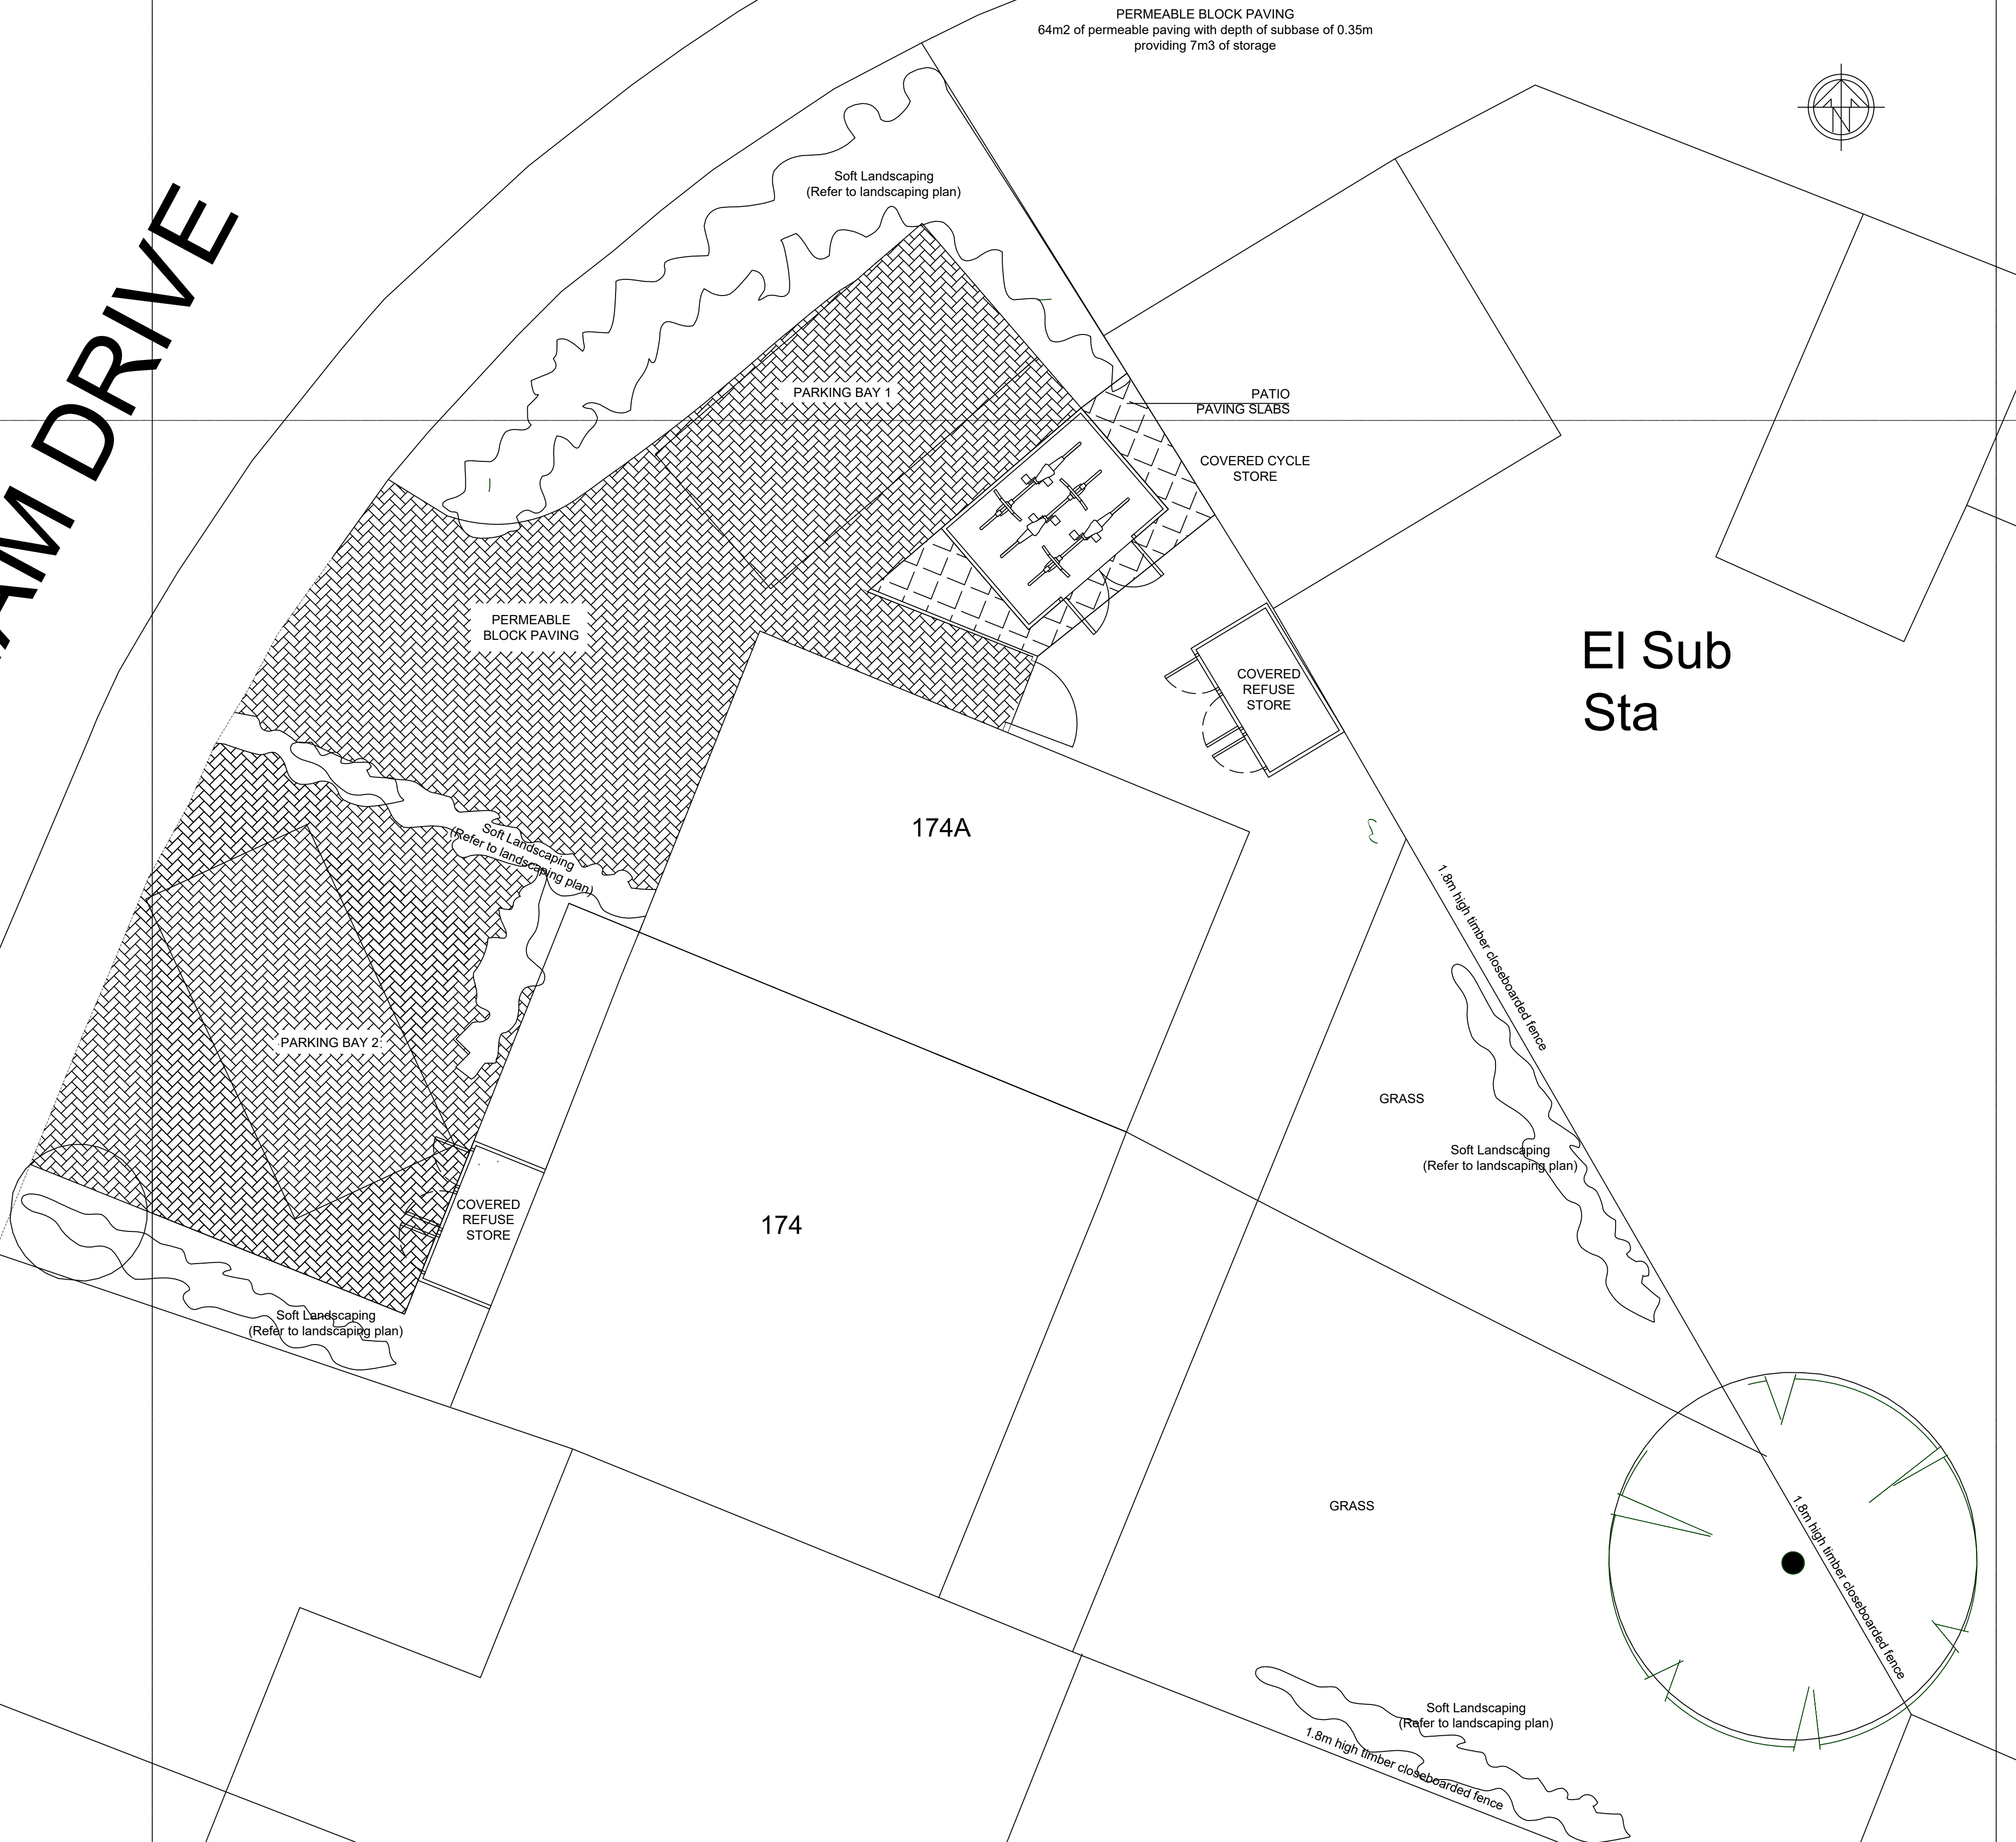 PERMEABLE BLOCK PAVING
64m2 of permeable paving with depth of subbase of 0.35m
providing 7m3 of storage
N
Soft Landscaping
(Refer to landscaping plan)
DRIVE
PARKING BAY 1
PATIO
PAVING SLABS
COVERED CYCLE
STORE
PERMEABLE
BLOCK PAVING
El Sub
Sta
COVERED
REFUSE
STORE
174A
Soft Landscaping
(Refer to landscaping plan)
1.8m high timber closeboarded fence
PARKING BAY 2
GRASS
Soft Landscaping
(Refer to landscaping plan)
COVERED
REFUSE
STORE
174
Soft Landscaping
(Refer to landscaping plan)
GRASS
1.8m high timber closeboarded fence
Soft Landscaping
(Refer to landscaping plan)
1.8m high timber closeboarded fence